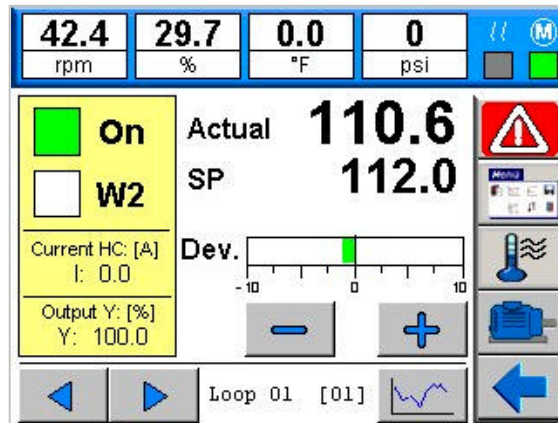 42.4 29.7 0.0 0
rpm % °F psi
M
On
W2
Actual 110.6
SP 112.0
Menü
Current HC: [A]
I: 0.0
Dev.
-10 0 10
Output Y: [%]
Y: 100.0
Loop 01 [01]